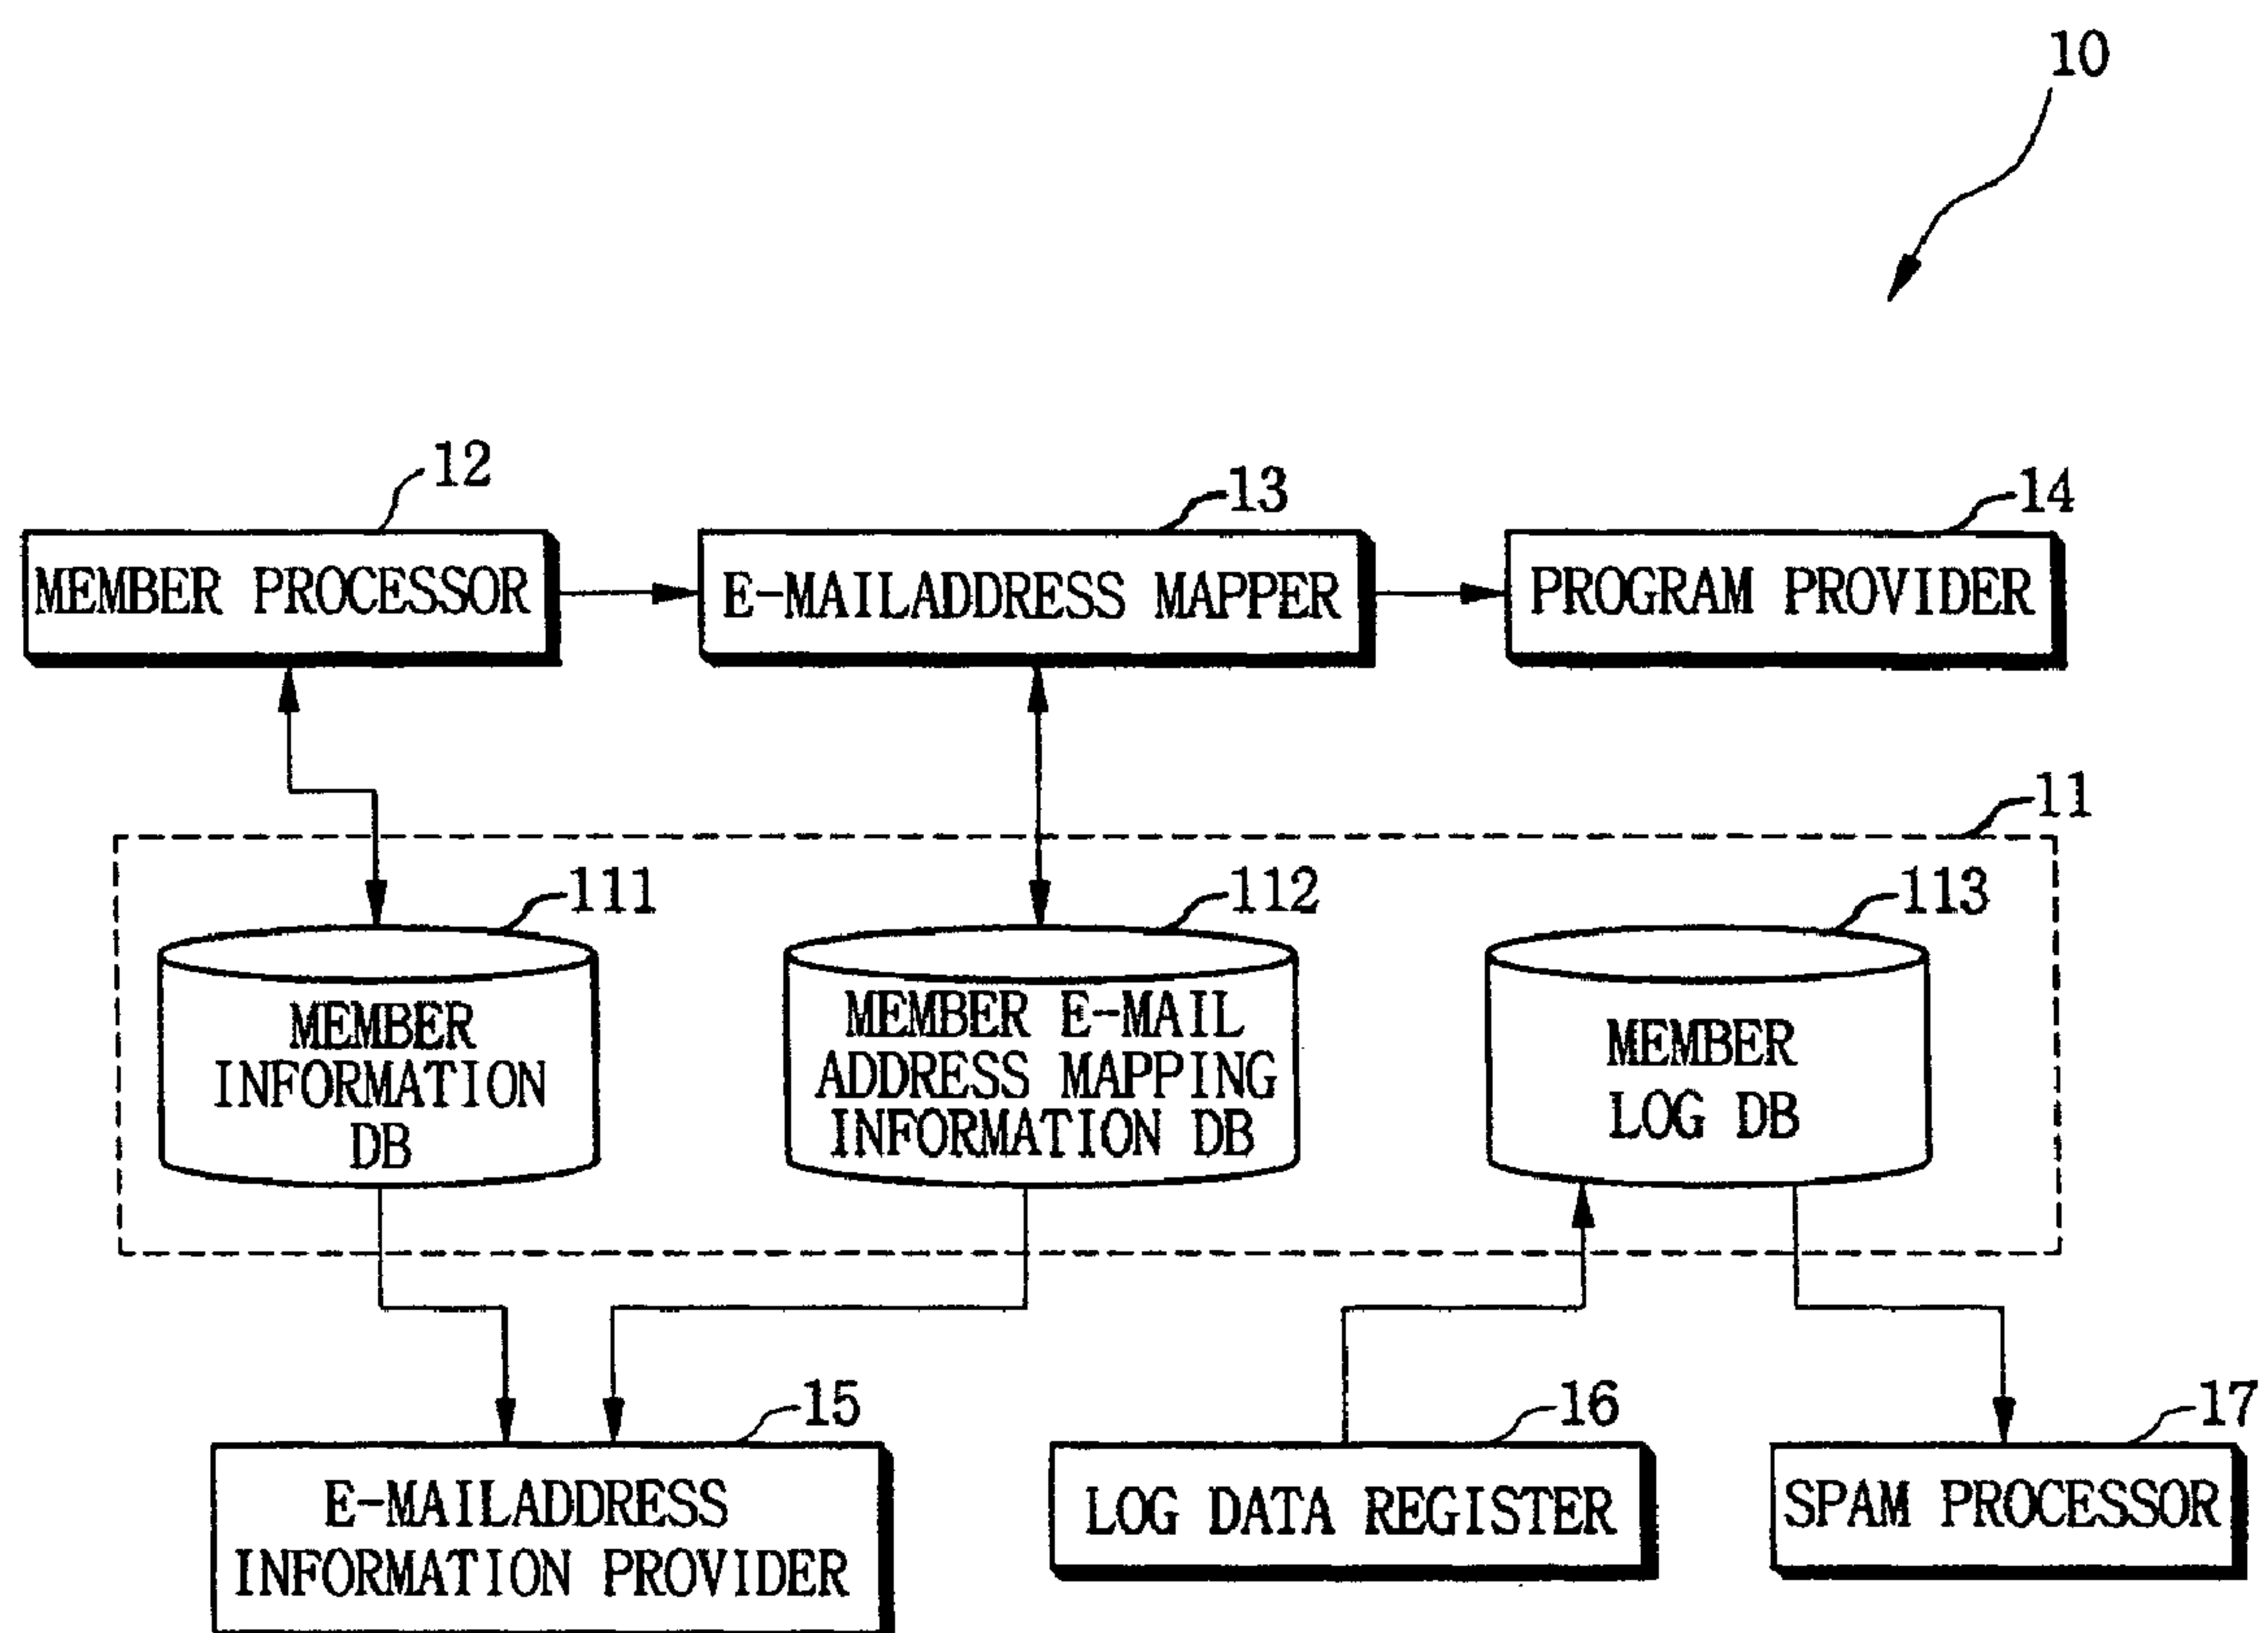 10
12
13
14
MEMBER PROCESSOR
E-MAILADDRESS MAPPER
PROGRAM PROVIDER
11
111
112
113
MEMBER
INFORMATION
DB
MEMBER E-MAIL
ADDRESS MAPPING
INFORMATION DB
MEMBER
LOG DB
15
16
17
E-MAILADDRESS
INFORMATION PROVIDER
LOG DATA REGISTER
SPAM PROCESSOR